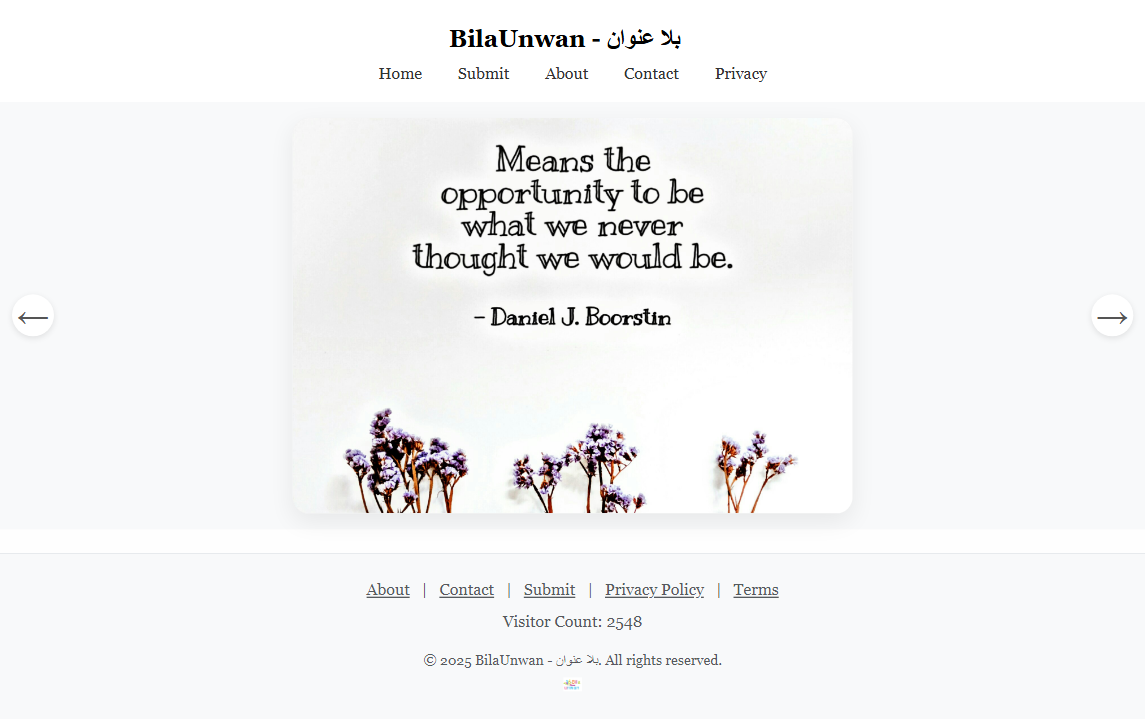 BilaUnwan - بلا عنوان
Home Submit About Contact Privacy
Means the
opportunity to be
what we never
thought we would be.
- Daniel J. Boorstin
About | Contact | Submit | Privacy Policy | Terms
Visitor Count: 2548
© 2025 BilaUnwan - بلا عنوان. All rights reserved.